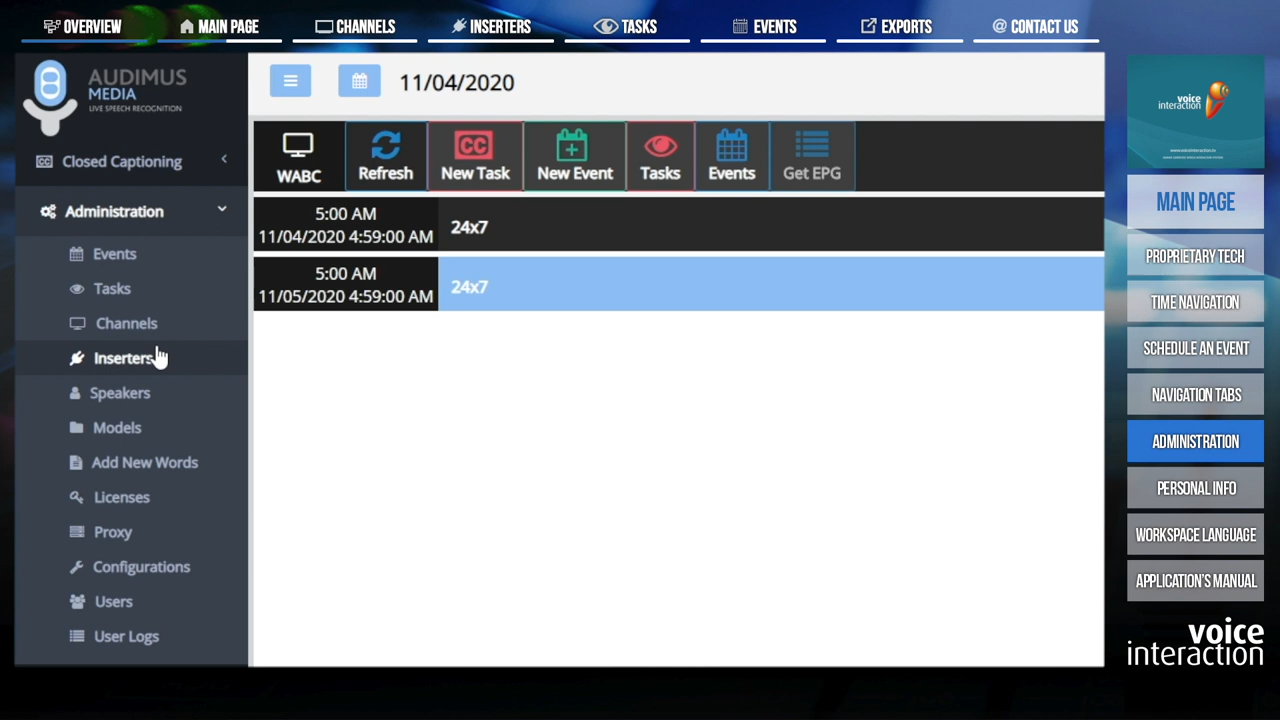 OVERVIEW
MAIN PAGE
CHANNELS
INSERTERS
TASKS
EVENTS
EXPORTS
@ CONTACT US
AUDIMUS
MEDIA
LIVE SPEECH RECOGNITION
CC Closed Captioning
Administration
Events
Tasks
Channels
Inserters
Speakers
Models
Add New Words
Licenses
Proxy
Configurations
Users
User Logs
11/04/2020
WABC
Refresh
CC
New Task
New Event
Tasks
Events
Get EPG
5:00 AM
11/04/2020 4:59:00 AM
24x7
5:00 AM
11/05/2020 4:59:00 AM
24x7
voice
interaction
MAIN PAGE
PROPRIETARY TECH
TIME NAVIGATION
SCHEDULE AN EVENT
NAVIGATION TABS
ADMINISTRATION
PERSONAL INFO
WORKSPACE LANGUAGE
APPLICATION'S MANUAL
voice
interaction